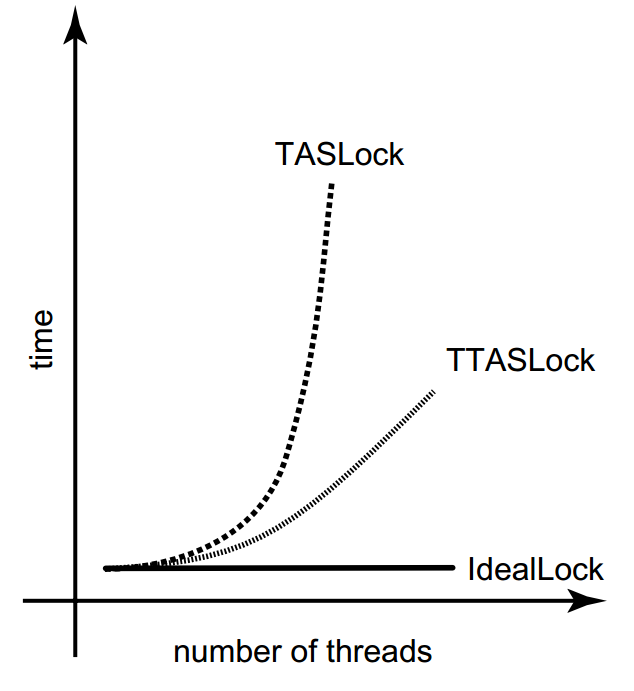 TASLock
time
TTASLock
IdealLock
number of threads